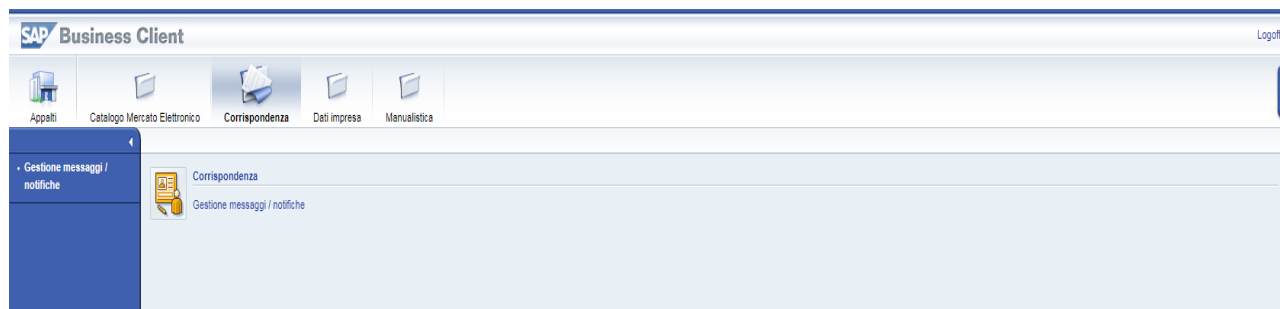 SAP Business Client
Logoff
Appalti
Catalogo Mercato Elettronico
Corrispondenza
Dati impresa
Manualistica
Gestione messaggi /
notifiche
Corrispondenza
Gestione messaggi / notifiche